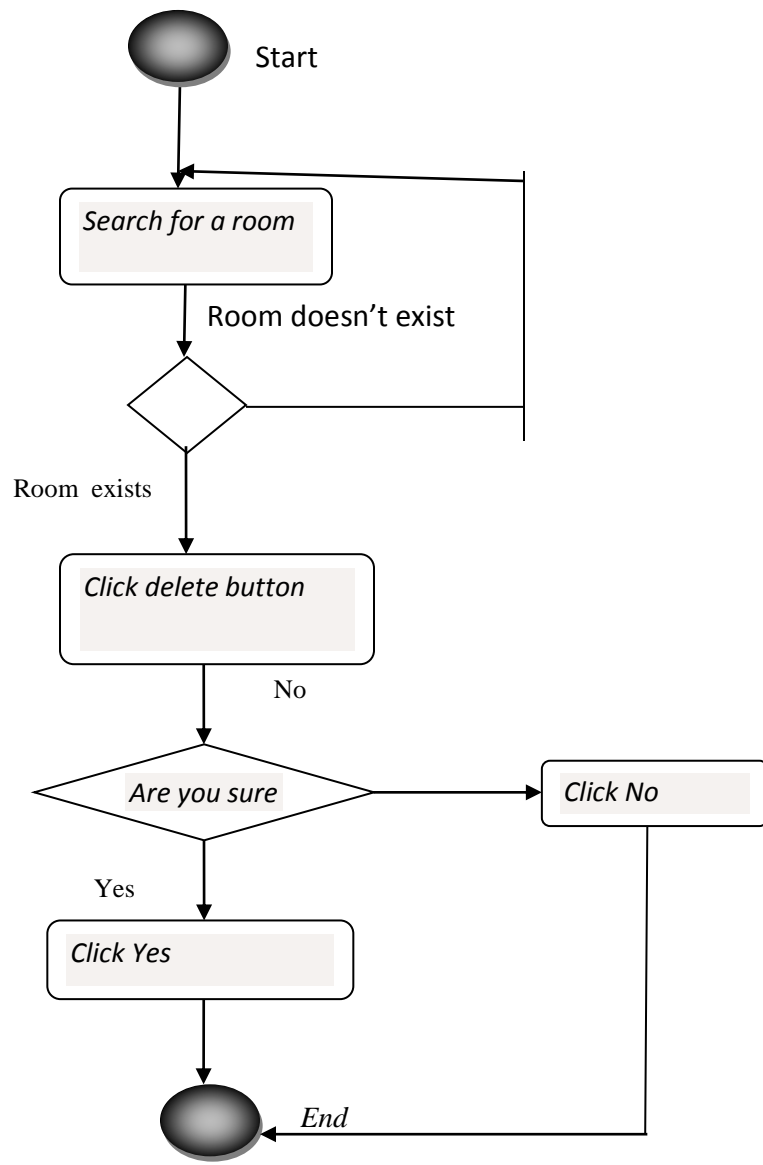 Start
Search for a room
Room doesn't exist
Room exists
Click delete button
No
Are you sure
Click No
Yes
Click Yes
End